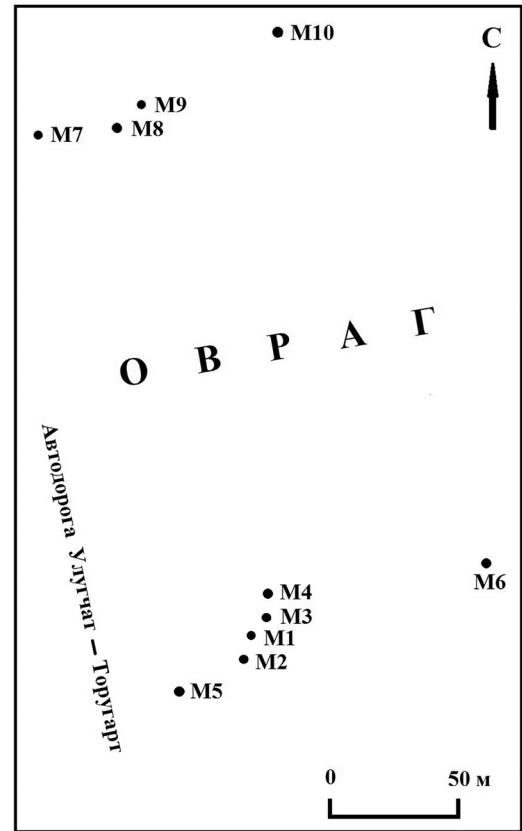 М10
С
М9
М8
М7
О В Р А Г
Автодорога Улугчат – Торугарт
М6
М4
М3
М1
М2
М5
0 50 м